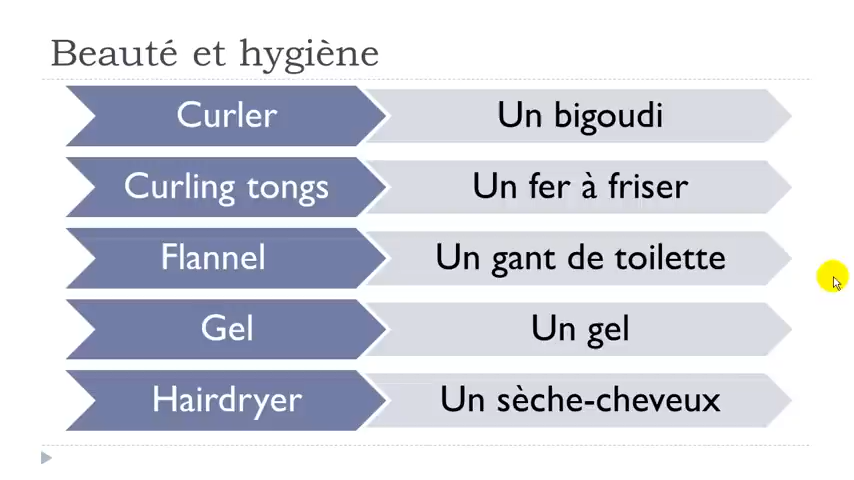 Beauté et hygiène
Curler Un bigoudi
Curling tongs Un fer à friser
Flannel Un gant de toilette
Gel Un gel
Hairdryer Un sèche-cheveux